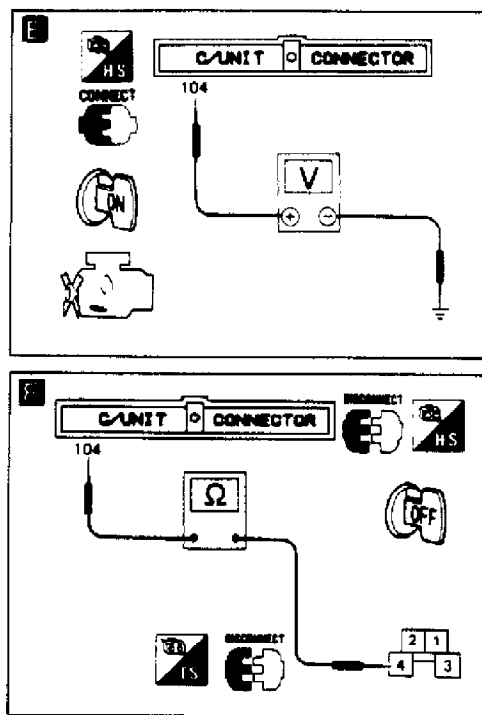 E
H S
C/UNIT CONNECTOR
CONNECT
104
ON
V
+ −
F
C/UNIT CONNECTOR
DISCONNECT
H S
104
Ω
OFF
DISCONNECT
T S
2 1
4 3